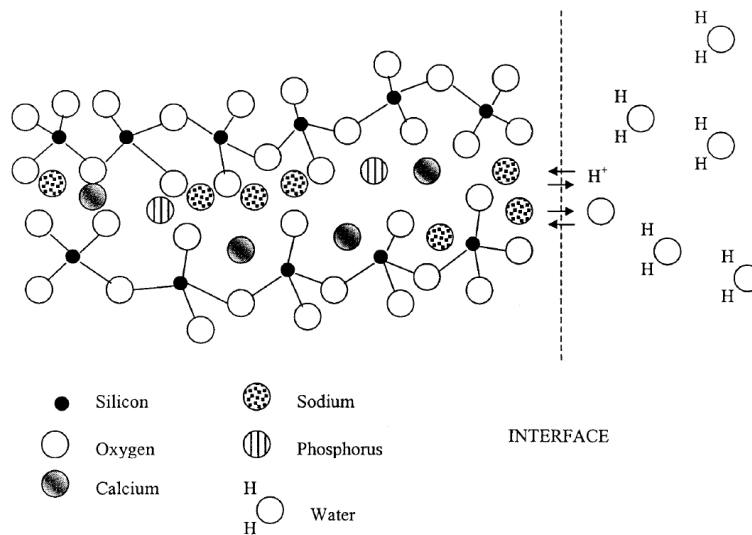 H
H
H
H
H
H
H⁺
H
H
H
H
Silicon
Sodium
Oxygen
Phosphorus
INTERFACE
Calcium
H
H
Water